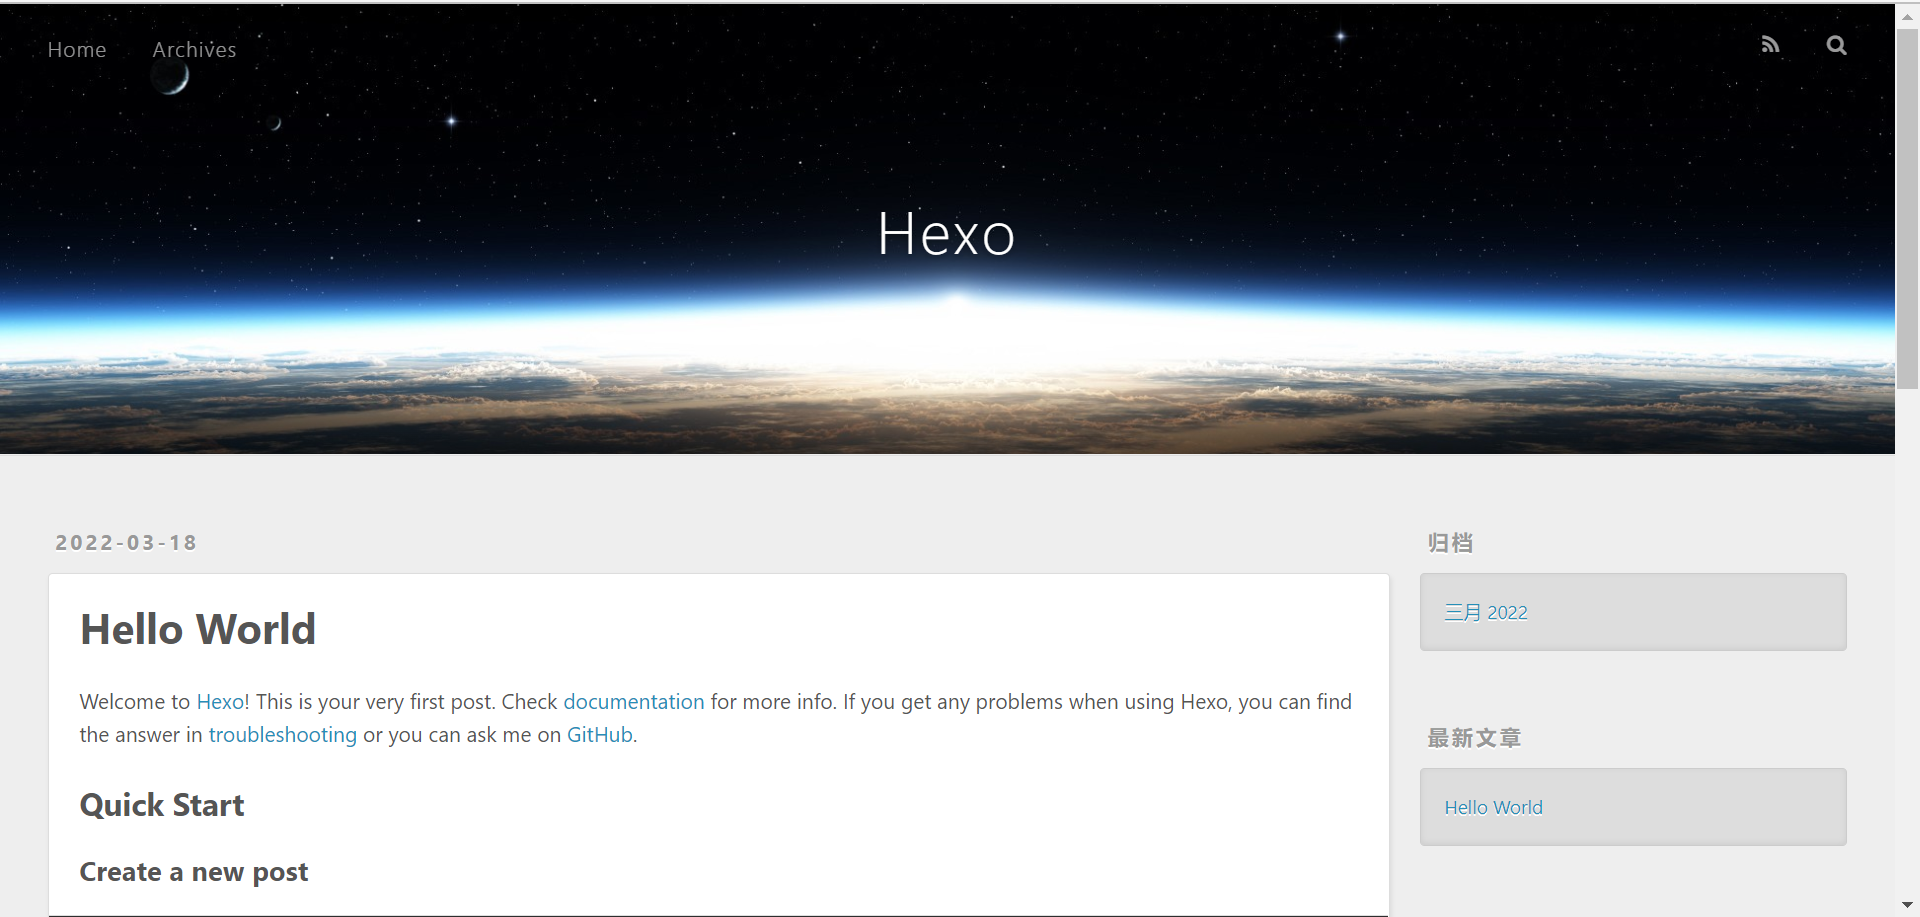 Home Archives
Hexo
2022-03-18
Hello World
Welcome to Hexo! This is your very first post. Check documentation for more info. If you get any problems when using Hexo, you can find
the answer in troubleshooting or you can ask me on GitHub.
Quick Start
Create a new post
归档
三月 2022
最新文章
Hello World